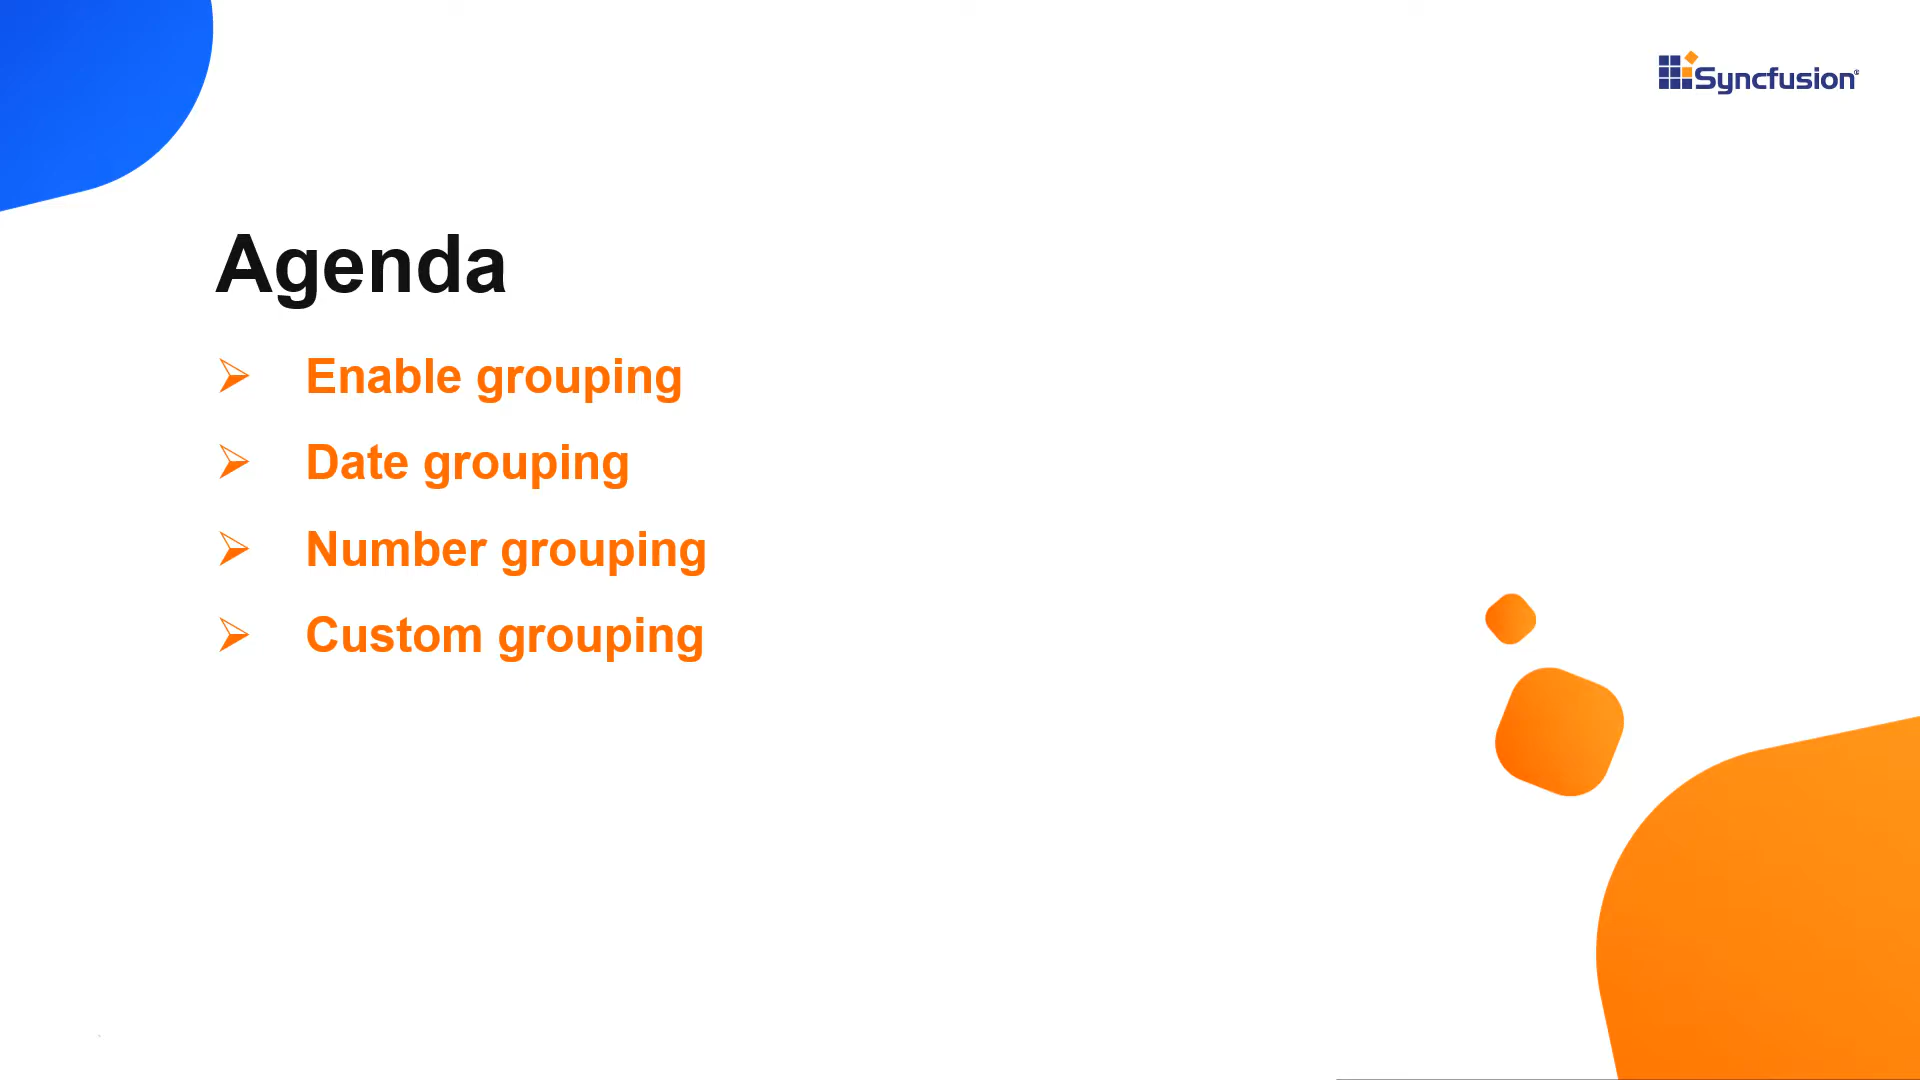 Syncfusion®
Agenda
➢ Enable grouping
➢ Date grouping
➢ Number grouping
➢ Custom grouping